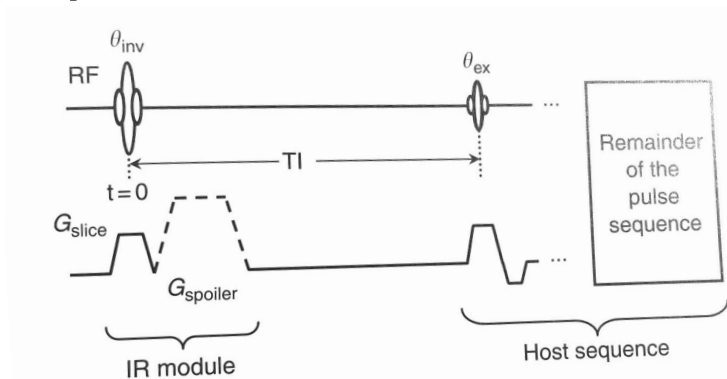 θinv
RF
θex
...
TI
t=0
Gslice
Gspoiler
...
Remainder
of the
pulse
sequence
IR module
Host sequence